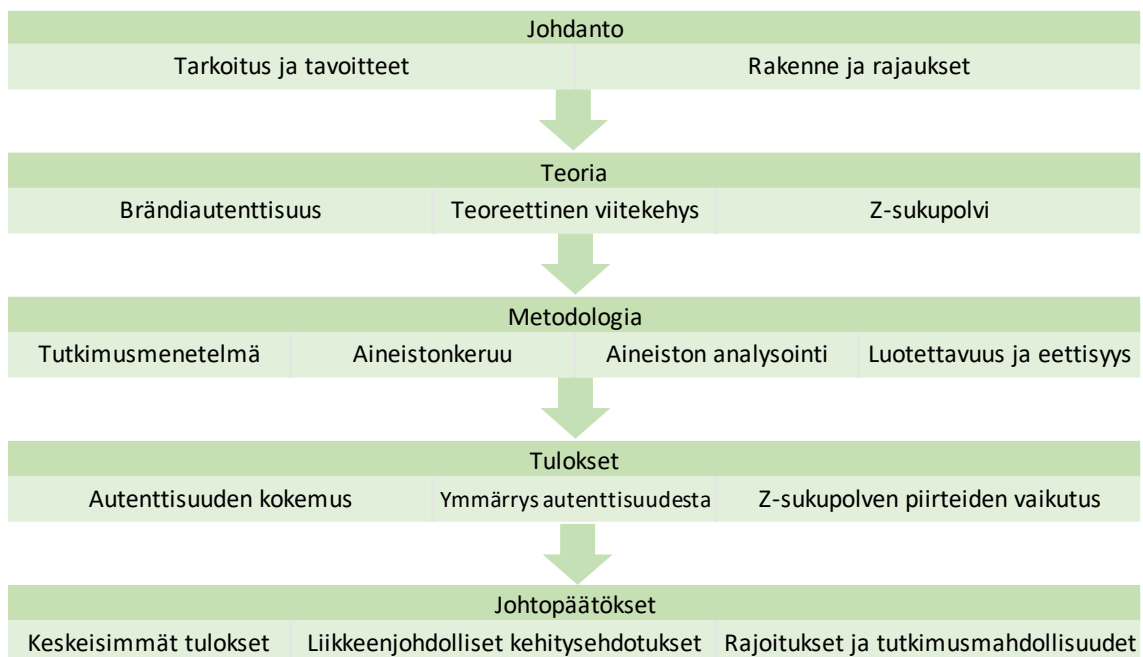 Johdanto
Tarkoitus ja tavoitteet Rakenne ja rajaukset
Teoria
Brändiautenttisuus Teoreettinen viitekehys Z-sukupolvi
Metodologia
Tutkimusmenetelmä Aineistonkeruu Aineiston analysointi Luotettavuus ja eettisyys
Tulokset
Autenttisuuden kokemus Ymmärrys autenttisuudesta Z-sukupolven piirteiden vaikutus
Johtopäätökset
Keskeisimmät tulokset Liikkeenjohdolliset kehitysehdotukset Rajoitukset ja tutkimusmahdollisuudet